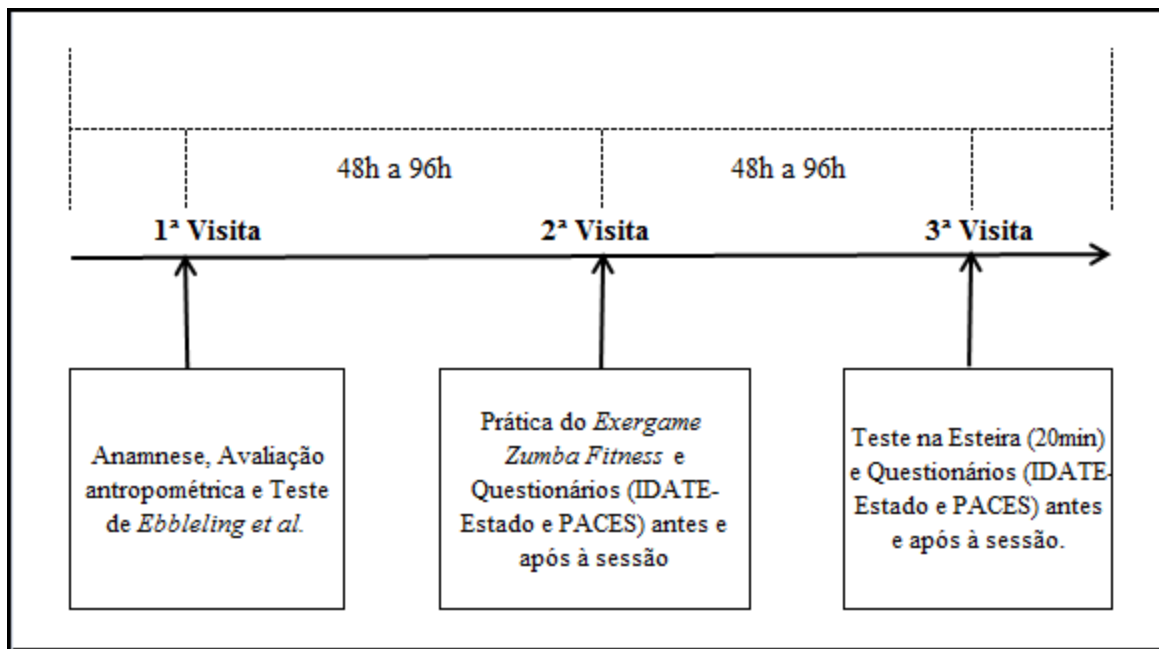 48h a 96h
48h a 96h
1ª Visita
2ª Visita
3ª Visita
Anamnese, Avaliação
antropométrica e Teste
de Ebbleling et al.
Prática do Exergame
Zumba Fitness e
Questionários (IDATE-
Estado e PACES) antes e
após à sessão
Teste na Esteira (20min)
e Questionários (IDATE-
Estado e PACES) antes
e após à sessão.